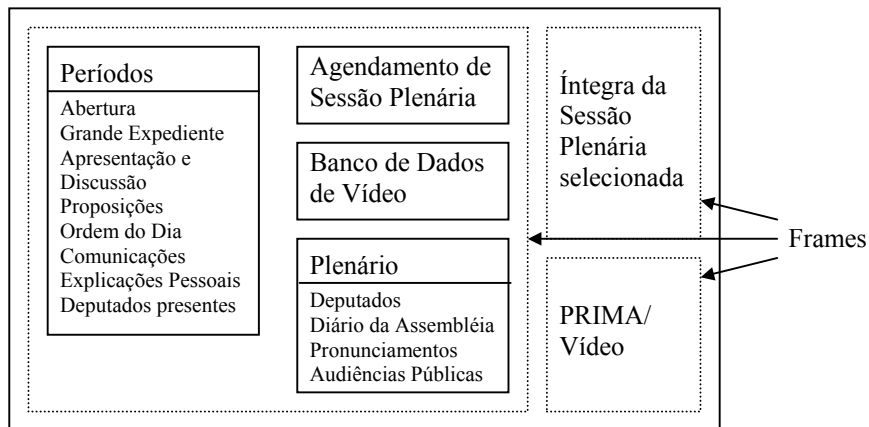 Períodos
Abertura
Grande Expediente
Apresentação e
Discussão
Proposições
Ordem do Dia
Comunicações
Explicações Pessoais
Deputados presentes
Agendamento de
Sessão Plenária
Banco de Dados
de Vídeo
Plenário
Deputados
Diário da Assembléia
Pronunciamentos
Audiências Públicas
Íntegra da
Sessão
Plenária
selecionada
PRIMA/
Vídeo
Frames